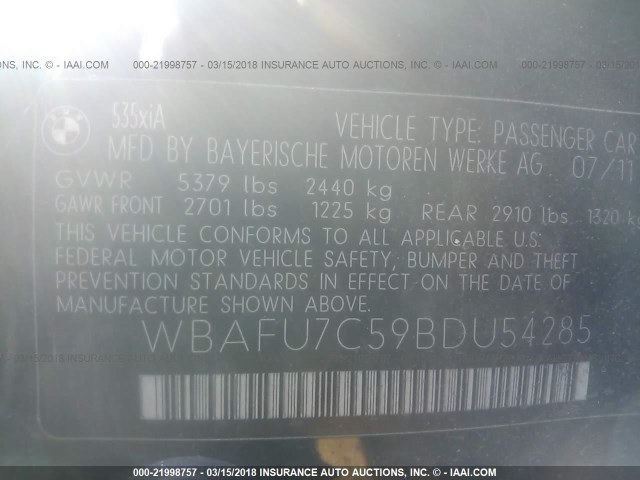 000-21998757 - 03/15/2018 INSURANCE AUTO AUCTIONS, INC. © - IAAI.COM
535xiA
VEHICLE TYPE: PASSENGER CAR
MFD BY BAYERISCHE MOTOREN WERKE AG 07/11
GVWR 5379 lbs 2440 kg
GAWR FRONT 2701 lbs 1225 kg REAR 2910 lbs 1320 kg
THIS VEHICLE CONFORMS TO ALL APPLICABLE U.S.
FEDERAL MOTOR VEHICLE SAFETY, BUMPER AND THEFT
PREVENTION STANDARDS IN EFFECT ON THE DATE OF
MANUFACTURE SHOWN ABOVE.
WBAFU7C59BDU54285
000-21998757 - 03/15/2018 INSURANCE AUTO AUCTIONS, INC. © - IAAI.COM